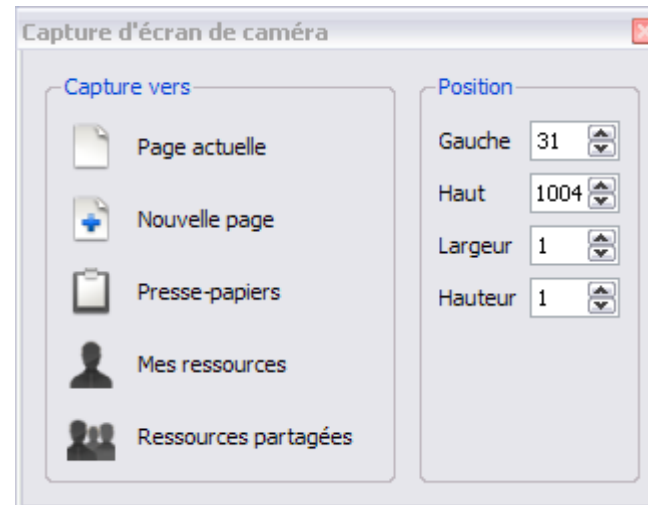 Capture d'écran de caméra
Capture vers
Page actuelle
Nouvelle page
Presse-papiers
Mes ressources
Ressources partagées
Position
Gauche 31
Haut 1004
Largeur 1
Hauteur 1